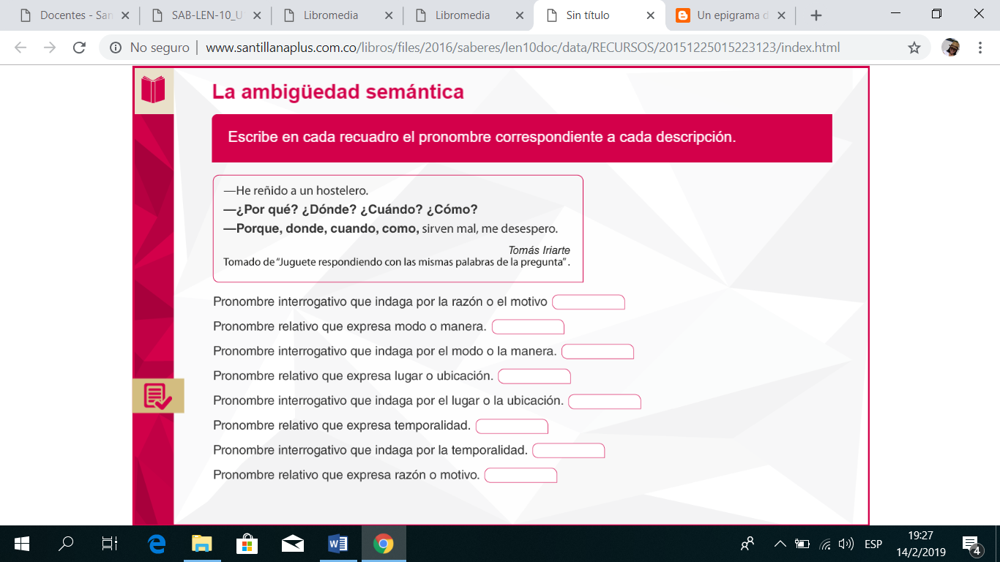 Docentes - San
SAB-LEN-10_U
Libromedia
Libromedia
Sin título
Un epigrama d
No seguro
www.santillanaplus.com.co/libros/files/2016/saberes/len10doc/data/RECURSOS/20151225015223123/index.html
La ambigüedad semántica
Escribe en cada recuadro el pronombre correspondiente a cada descripción.
—He reñido a un hostelero.
—¿Por qué? ¿Dónde? ¿Cuándo? ¿Cómo?
—Porque, donde, cuando, como, sirven mal, me desespero.
Tomás Iriarte
Tomado de “Juguete respondiendo con las mismas palabras de la pregunta”.
Pronombre interrogativo que indaga por la razón o el motivo
Pronombre relativo que expresa modo o manera.
Pronombre interrogativo que indaga por el modo o la manera.
Pronombre relativo que expresa lugar o ubicación.
Pronombre interrogativo que indaga por el lugar o la ubicación.
Pronombre relativo que expresa temporalidad.
Pronombre interrogativo que indaga por la temporalidad.
Pronombre relativo que expresa razón o motivo.
ESP
19:27
14/2/2019
4